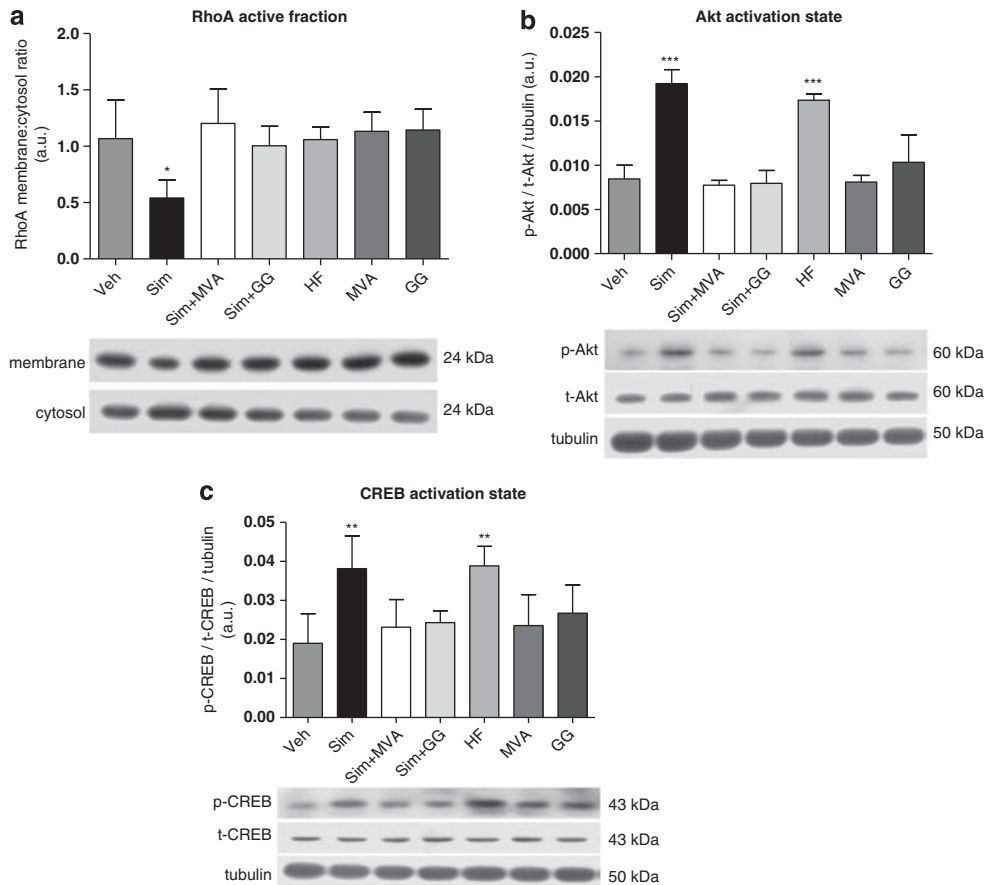 a
RhoA active fraction
RhoA membrane:cytosol ratio
(a.u.)
2.0
1.5
1.0
0.5
0.0
*
Veh
Sim
Sim+MVA
Sim+GG
HF
MVA
GG
membrane
24 kDa
cytosol
24 kDa
b
Akt activation state
p-Akt / t-Akt / tubulin (a.u.)
0.025
0.020
0.015
0.010
0.005
0.000
***
***
Veh
Sim
Sim+MVA
Sim+GG
HF
MVA
GG
p-Akt
60 kDa
t-Akt
60 kDa
tubulin
50 kDa
c
CREB activation state
p-CREB / t-CREB / tubulin
(a.u.)
0.05
0.04
0.03
0.02
0.01
0.00
**
**
Veh
Sim
Sim+MVA
Sim+GG
HF
MVA
GG
p-CREB
43 kDa
t-CREB
43 kDa
tubulin
50 kDa